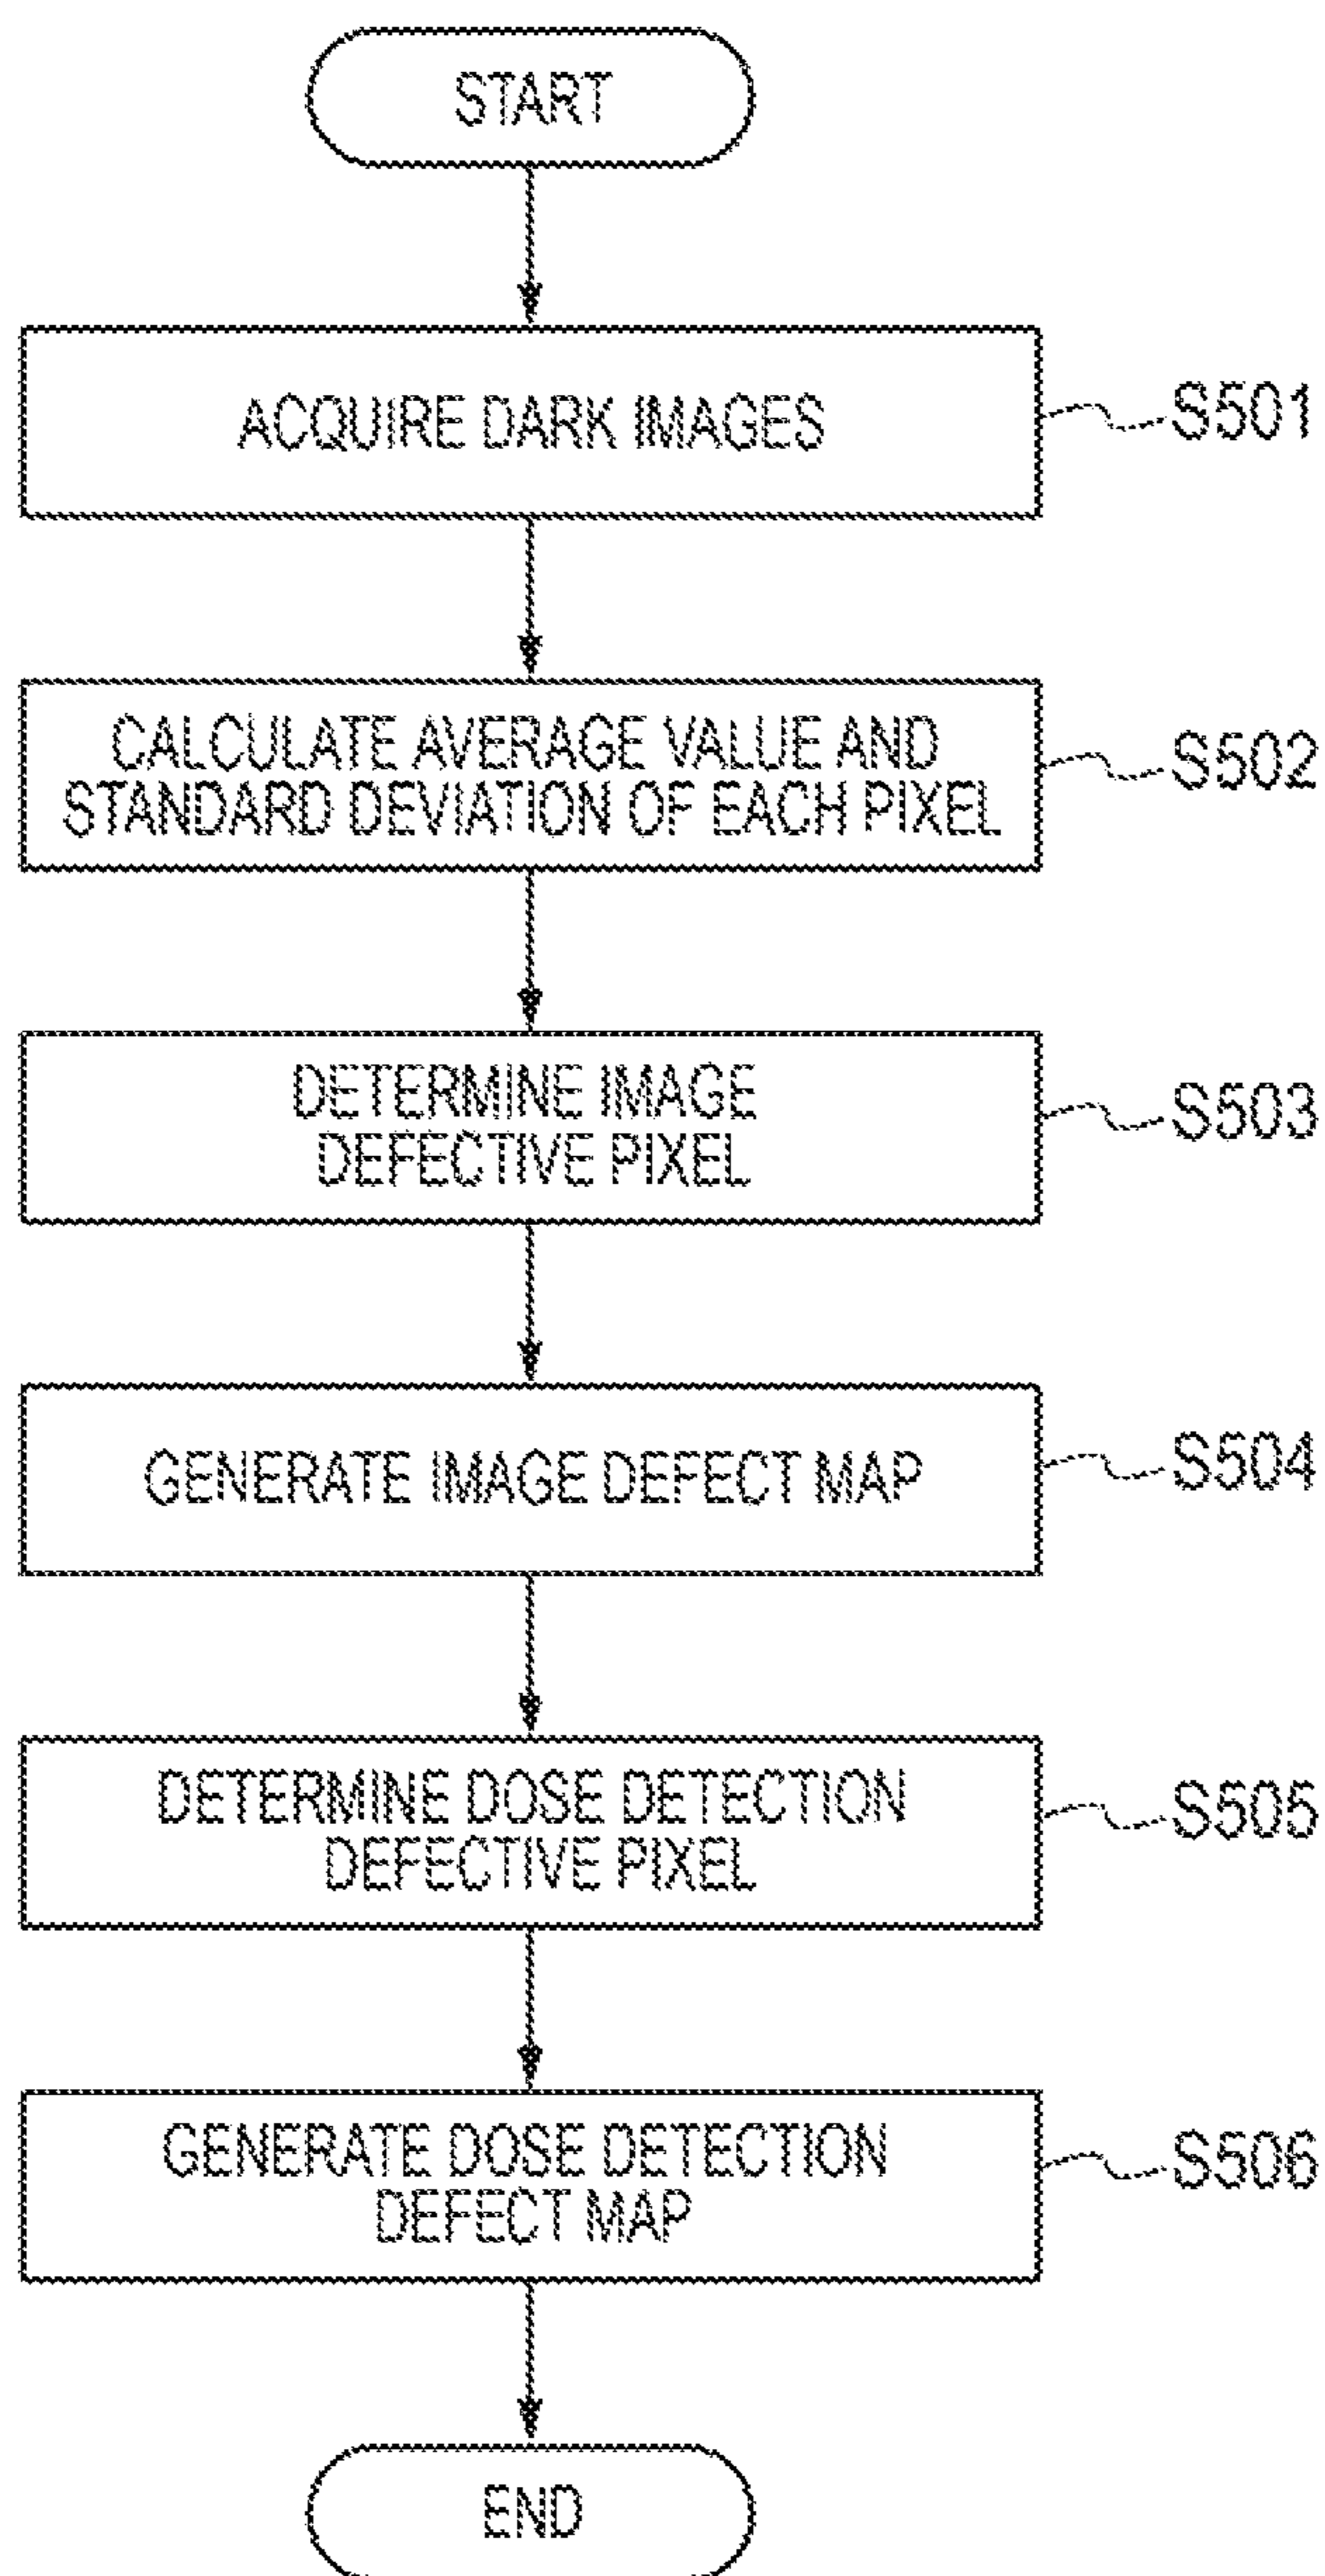 START
ACQUIRE DARK IMAGES
S501
CALCULATE AVERAGE VALUE AND
STANDARD DEVIATION OF EACH PIXEL
S502
DETERMINE IMAGE
DEFECTIVE PIXEL
S503
GENERATE IMAGE DEFECT MAP
S504
DETERMINE DOSE DETECTION
DEFECTIVE PIXEL
S505
GENERATE DOSE DETECTION
DEFECT MAP
S506
END